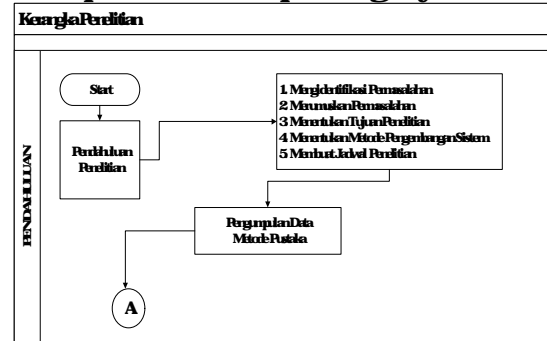 Kerangka Penelitian
PENDAHULUAN
Start
Pendahuluan
Penelitian
1. Mengidentifikasi Permasalahan
2. Merumuskan Permasalahan
3. Menentukan Tujuan Penelitian
4. Menentukan Metode Pengembangan Sistem
5. Membuat Jadwal Penelitian
Pengumpulan Data
Metode Pustaka
A